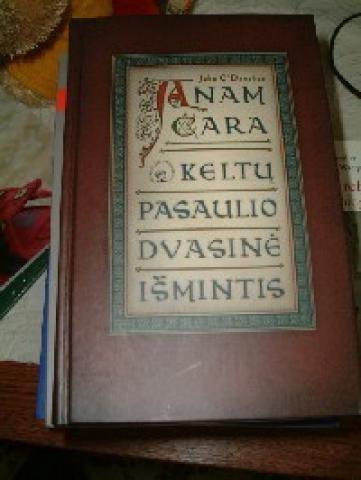 John O'Donohue
ANAM
CARA
KELTŲ
PASAULIO
DVASINĖ
IŠMINTIS